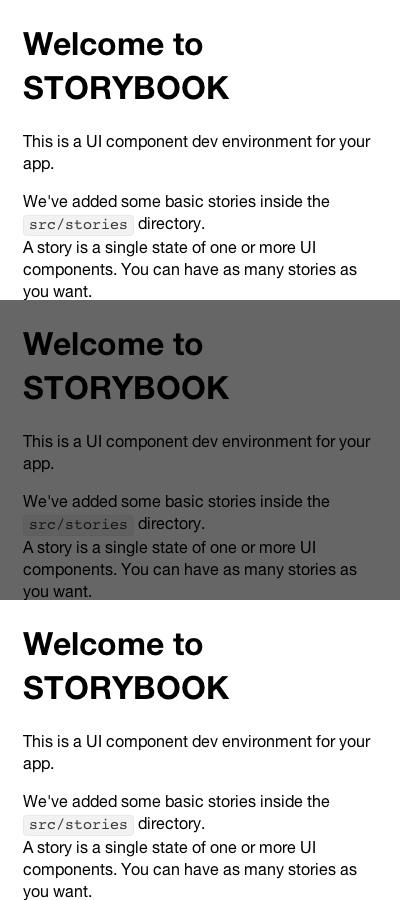 Welcome to
STORYBOOK
This is a UI component dev environment for your
app.
We've added some basic stories inside the
src/stories directory.
A story is a single state of one or more UI
components. You can have as many stories as
you want.
Welcome to
STORYBOOK
This is a UI component dev environment for your
app.
We've added some basic stories inside the
src/stories directory.
A story is a single state of one or more UI
components. You can have as many stories as
you want.
Welcome to
STORYBOOK
This is a UI component dev environment for your
app.
We've added some basic stories inside the
src/stories directory.
A story is a single state of one or more UI
components. You can have as many stories as
you want.